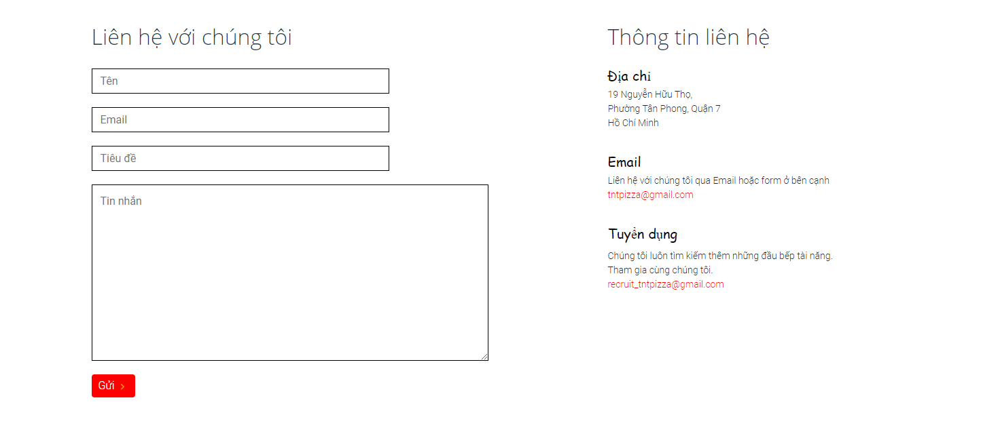 Liên hệ với chúng tôi
Tên
Email
Tiêu đề
Tin nhắn
Gửi
Thông tin liên hệ
Địa chỉ
19 Nguyễn Hữu Thọ,
Phường Tân Phong, Quận 7
Hồ Chí Minh
Email
Liên hệ với chúng tôi qua Email hoặc form ở bên cạnh
tntpizza@gmail.com
Tuyển dụng
Chúng tôi luôn tìm kiếm thêm những đầu bếp tài năng.
Tham gia cùng chúng tôi.
recruit_tntpizza@gmail.com